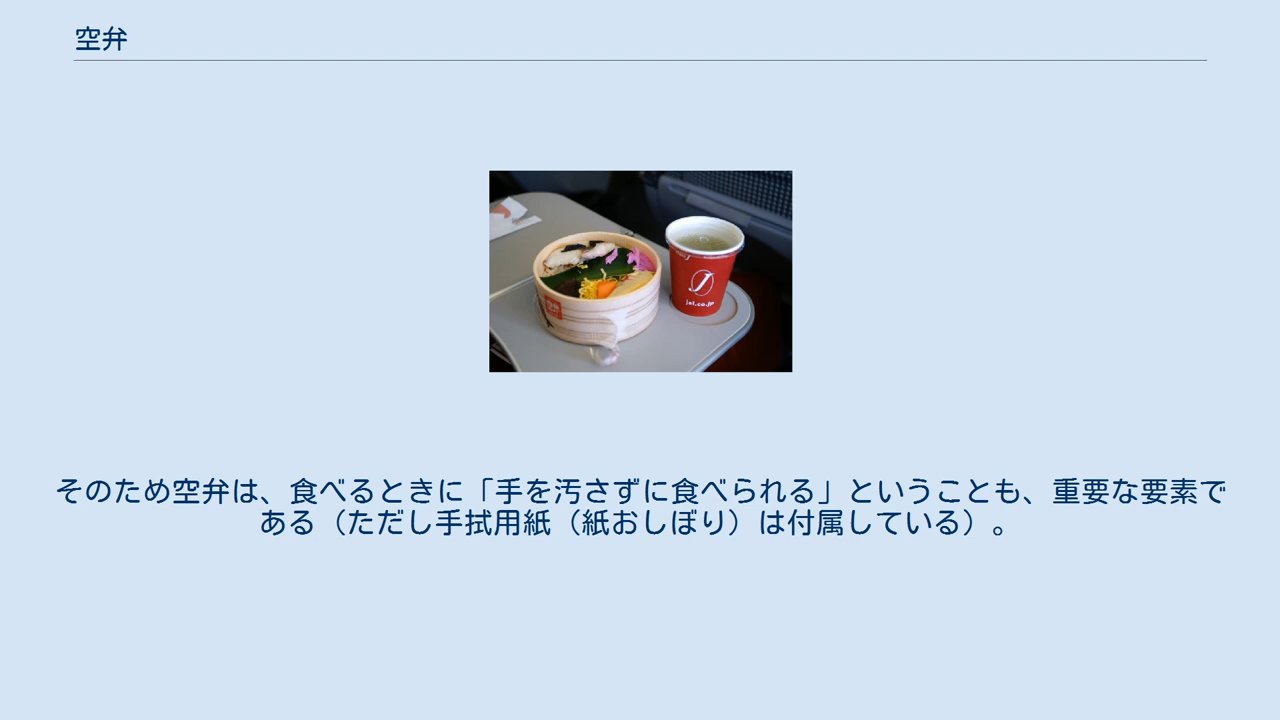 空弁
jal.co.jp
そのため空弁は、食べるときに「手を汚さずに食べられる」ということも、重要な要素で
ある（ただし手拭用紙（紙おしぼり）は付属している）。